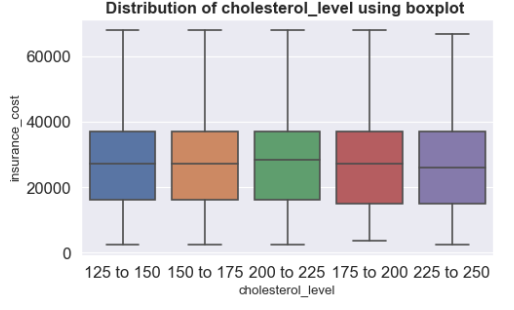 Distribution of cholesterol_level using boxplot
insurance_cost
60000
40000
20000
0
125 to 150 150 to 175 200 to 225 175 to 200 225 to 250
cholesterol_level